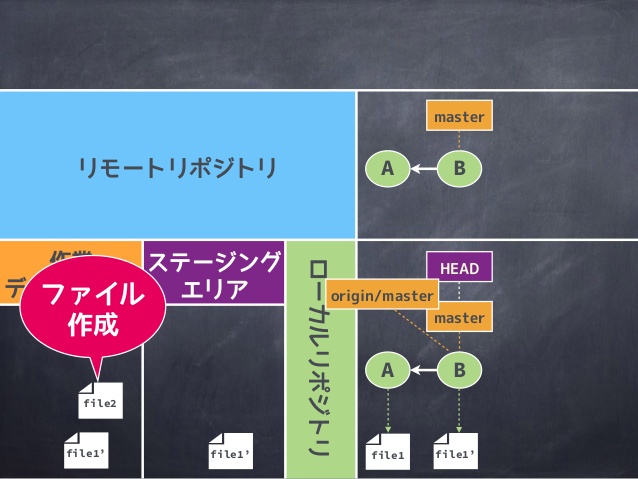 master
リモートリポジトリ
A
B
作業
デ
ファイル
作成
ステージング
エリア
ローカルリポジトリ
HEAD
origin/master
master
A
B
file2
file1’
file1’
file1
file1’